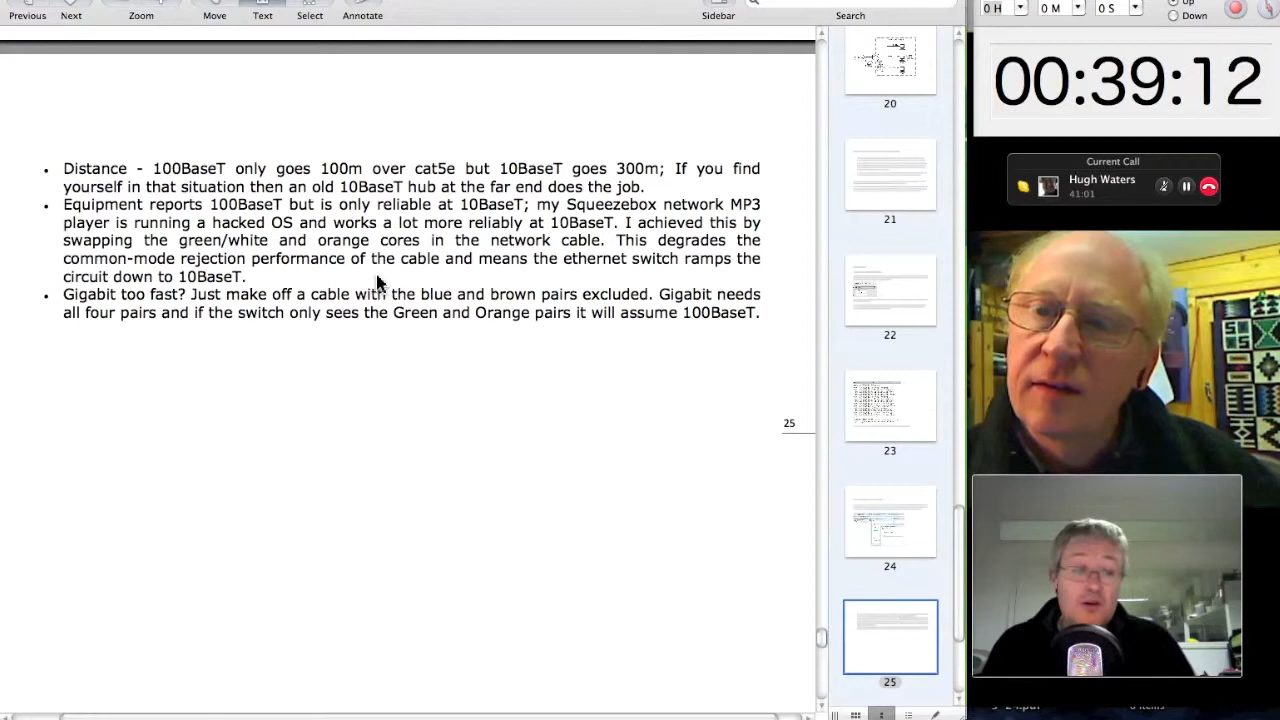 Previous Next Zoom Move Text Select Annotate Sidebar Search
0 H 0 M 0 S Up
Down
00:39:12
Current Call
Hugh Waters
41:01
• Distance - 100BaseT only goes 100m over cat5e but 10BaseT goes 300m; If you find
yourself in that situation then an old 10BaseT hub at the far end does the job.
• Equipment reports 100BaseT but is only reliable at 10BaseT; my Squeezebox network MP3
player is running a hacked OS and works a lot more reliably at 10BaseT. I achieved this by
swapping the green/white and orange cores in the network cable. This degrades the
common-mode rejection performance of the cable and means the ethernet switch ramps the
circuit down to 10BaseT.
• Gigabit too fast? Just make off a cable with the blue and brown pairs excluded. Gigabit needs
all four pairs and if the switch only sees the Green and Orange pairs it will assume 100BaseT.
25
20
21
22
23
24
25